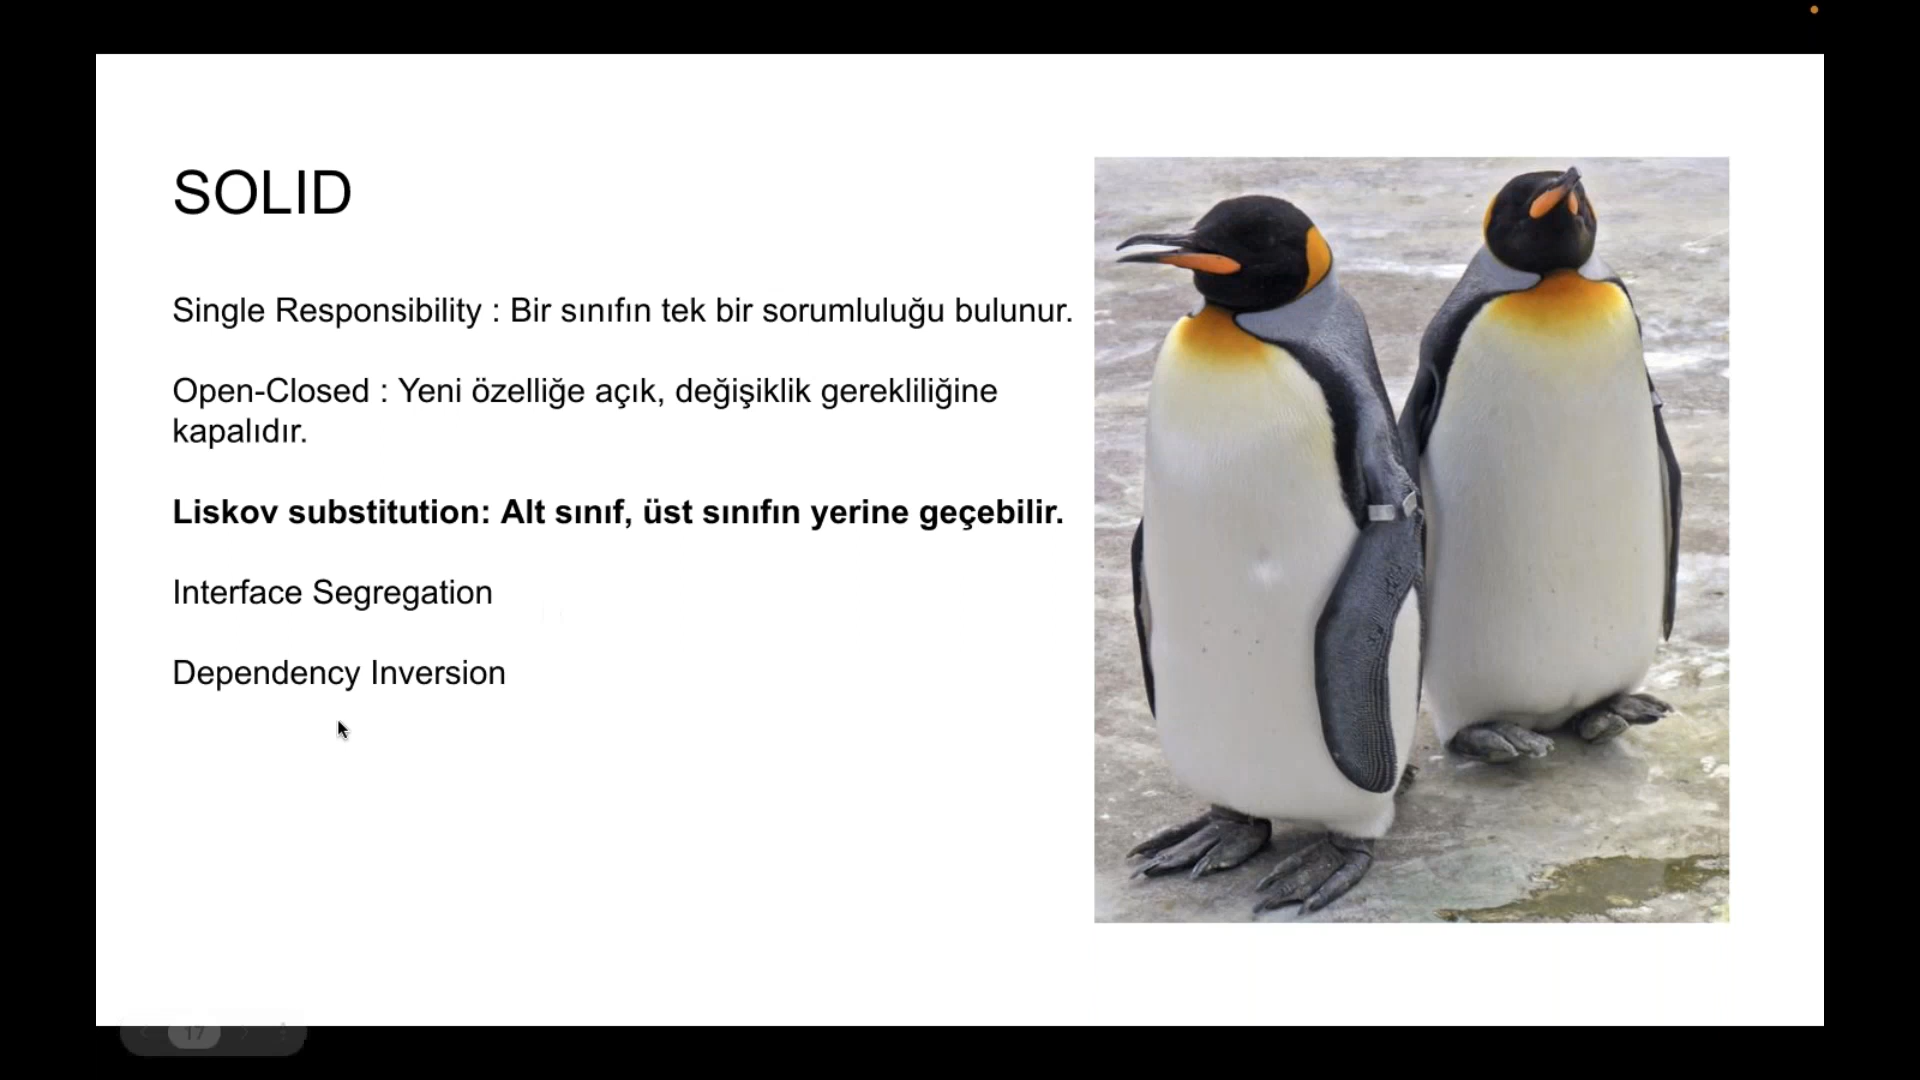 SOLID
Single Responsibility : Bir sınıfın tek bir sorumluluğu bulunur.
Open-Closed : Yeni özelliğe açık, değişiklik gerekliliğine
kapalıdır.
Liskov substitution: Alt sınıf, üst sınıfın yerine geçebilir.
Interface Segregation
Dependency Inversion
17